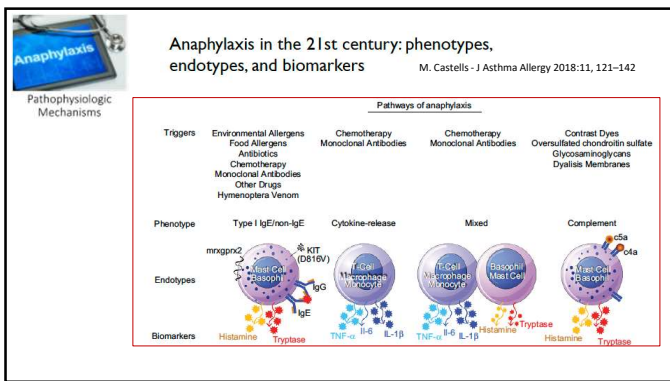 Anaphylaxis
Pathophysiologic
Mechanisms
Anaphylaxis in the 21st century: phenotypes,
endotypes, and biomarkers
M. Castells - J Asthma Allergy 2018:11, 121–142
Pathways of anaphylaxis
Triggers
Environmental Allergens
Food Allergens
Antibiotics
Chemotherapy
Monoclonal Antibodies
Other Drugs
Hymenoptera Venom
Chemotherapy
Monoclonal Antibodies
Chemotherapy
Monoclonal Antibodies
Contrast Dyes
Oversulfated chondroitin sulfate
Glycosaminoglycans
Dyalisis Membranes
Phenotype
Type I IgE/non-IgE
Cytokine-release
Mixed
Complement
Endotypes
mrxgprx2
KIT
(D816V)
Mast Cell
Basophil
IgG
IgE
T-Cell
Macrophage
Monocyte
T-Cell
Macrophage
Monocyte
Basophil
Mast Cell
c5a
c4a
Mast Cell
Basophil
Biomarkers
Histamine
Tryptase
TNF-α
Il-6
IL-1β
TNF-α
Il-6
IL-1β
Histamine
Tryptase
Histamine
Tryptase